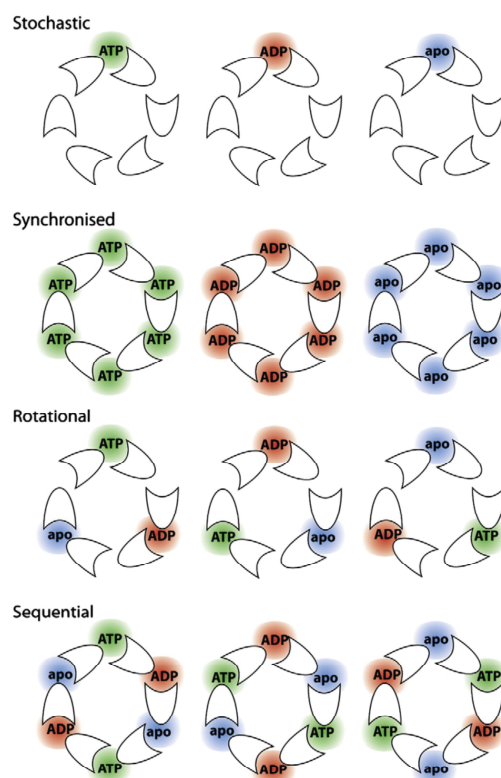 Stochastic
ATP ADP apo
Synchronised
ATP ADP apo
ATP ATP ADP ADP apo apo
ATP ATP ADP ADP apo apo
ATP ADP apo
Rotational
ATP ADP apo
apo ADP ATP apo ADP ATP
Sequential
ATP ADP apo
apo ADP ATP apo ADP ATP
ADP apo apo ATP ATP ADP
ATP ADP apo